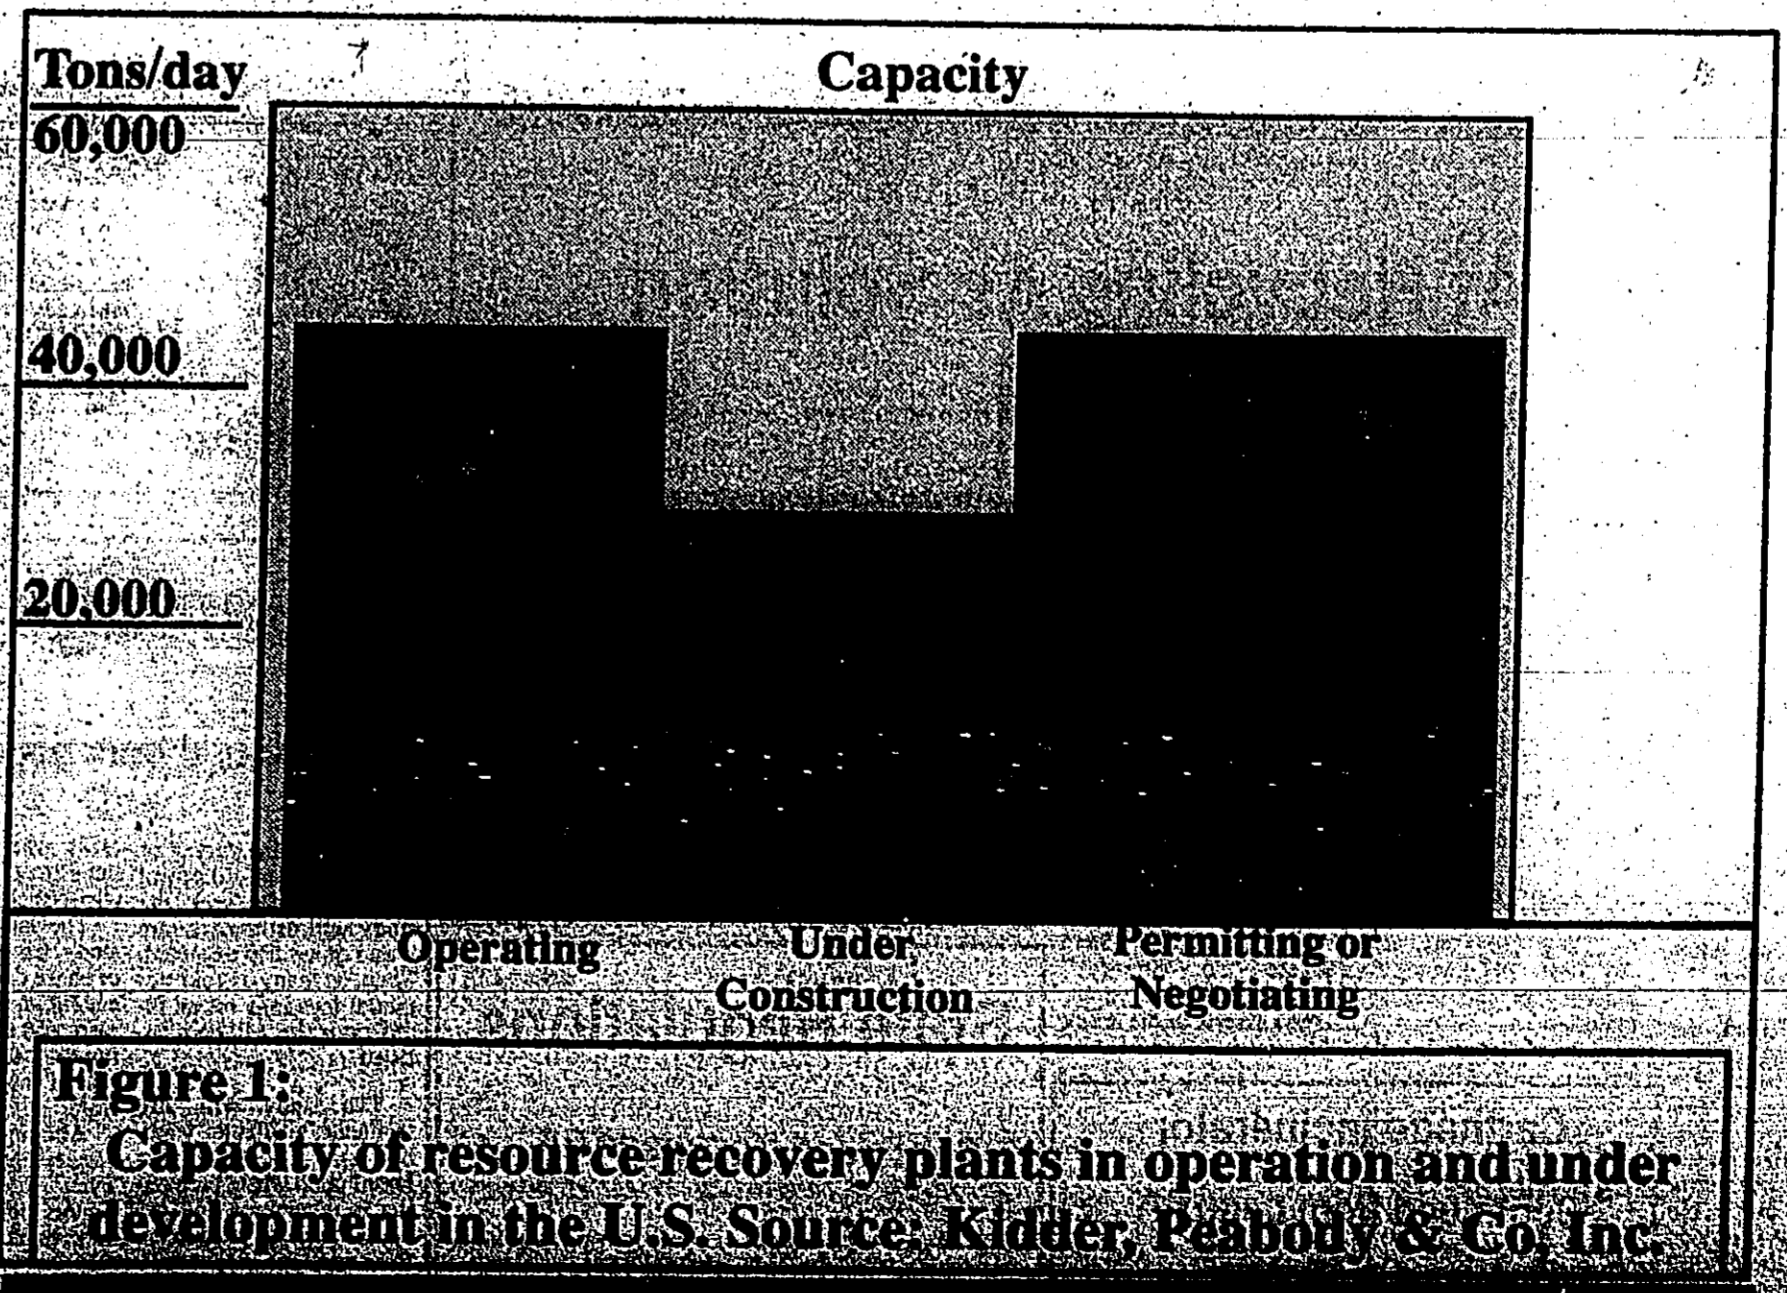 Tons/day
Capacity
60,000
40,000
20,000
Operating
Under
Construction
Permitting or
Negotiating
Figure 1:
Capacity of resource recovery plants in operation and under
development in the U.S. Source: Kidder, Peabody & Co, Inc.